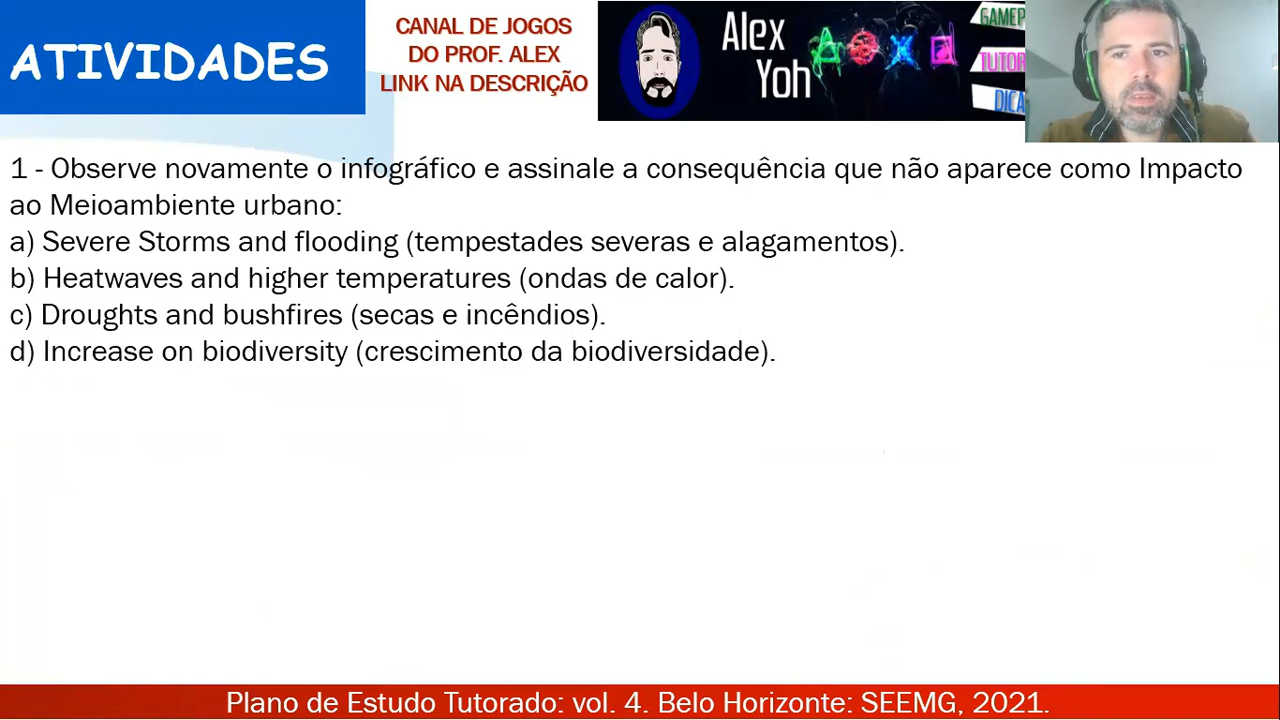 ATIVIDADES
CANAL DE JOGOS
DO PROF. ALEX
LINK NA DESCRIÇÃO
Alex
Yoh
GAMEP
TUTOR
DICA
1 - Observe novamente o infográfico e assinale a consequência que não aparece como Impacto
ao Meioambiente urbano:
a) Severe Storms and flooding (tempestades severas e alagamentos).
b) Heatwaves and higher temperatures (ondas de calor).
c) Droughts and bushfires (secas e incêndios).
d) Increase on biodiversity (crescimento da biodiversidade).
Plano de Estudo Tutorado: vol. 4. Belo Horizonte: SEEMG, 2021.